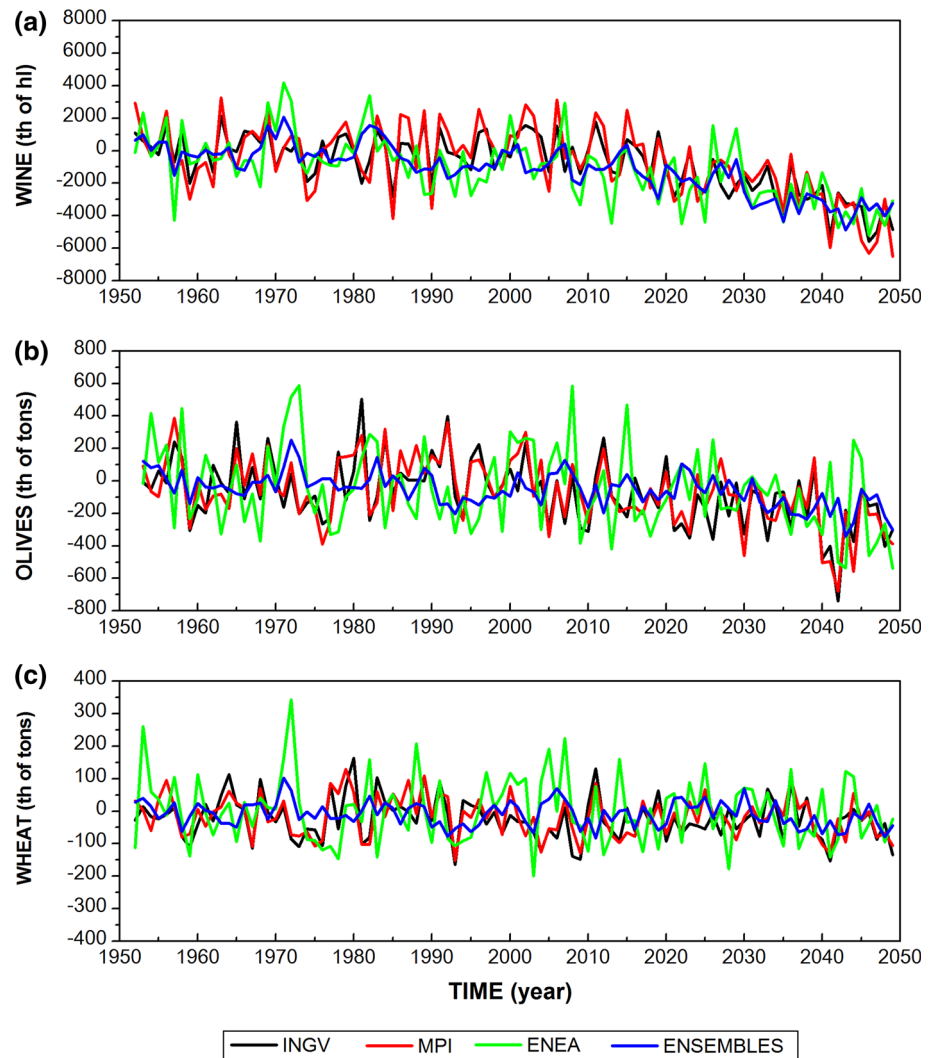 (a)
WINE (th of hl)
8000
6000
4000
2000
0
-2000
-4000
-6000
-8000
1950 1960 1970 1980 1990 2000 2010 2020 2030 2040 2050
(b)
OLIVES (th of tons)
800
600
400
200
0
-200
-400
-600
-800
1950 1960 1970 1980 1990 2000 2010 2020 2030 2040 2050
(c)
WHEAT (th of tons)
400
300
200
100
0
-100
-200
-300
-400
1950 1960 1970 1980 1990 2000 2010 2020 2030 2040 2050
TIME (year)
INGV MPI ENEA ENSEMBLES